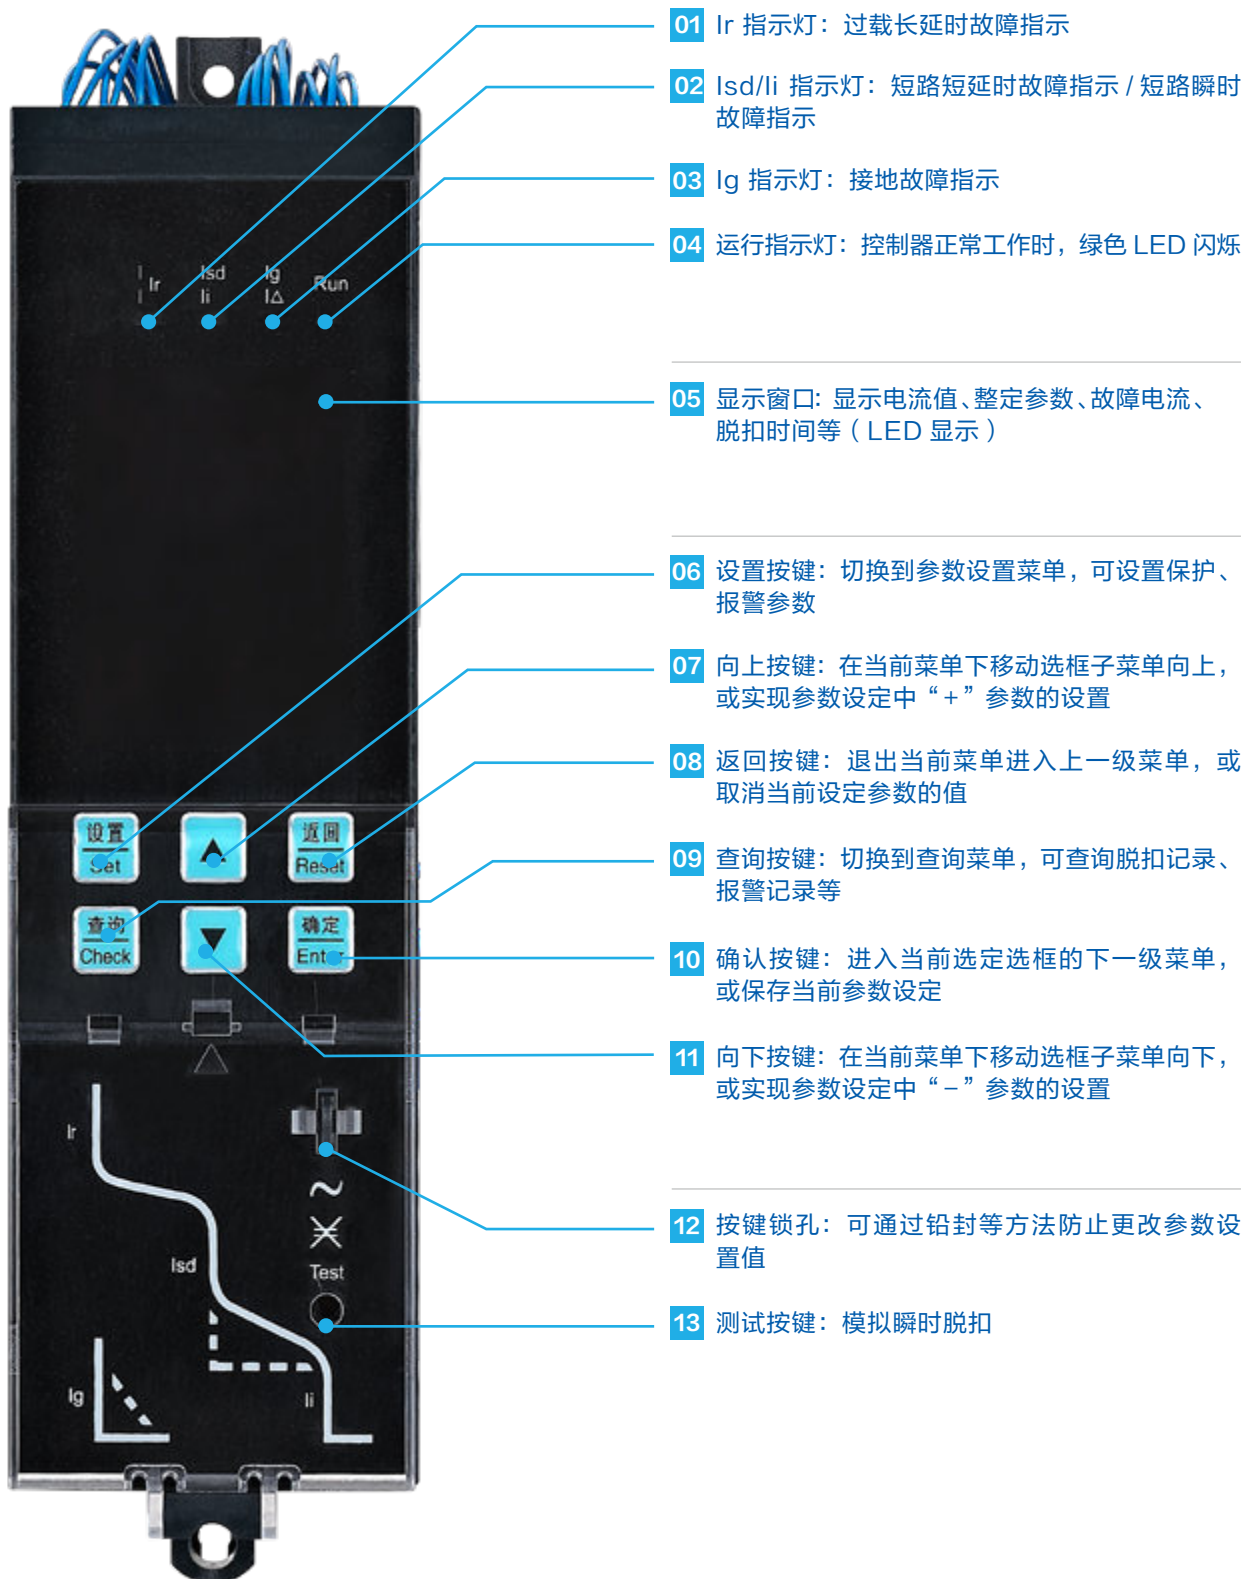 01 Ir 指示灯：过载长延时故障指示
02 Isd/Ii 指示灯：短路短延时故障指示 / 短路瞬时
故障指示
03 Ig 指示灯：接地故障指示
04 运行指示灯：控制器正常工作时，绿色 LED 闪烁
Ir
Isd
Ii
Ig
I△
Run
05 显示窗口：显示电流值、整定参数、故障电流、
脱扣时间等（LED 显示）
06 设置按键：切换到参数设置菜单，可设置保护、
报警参数
07 向上按键：在当前菜单下移动选框子菜单向上，
或实现参数设定中“+”参数的设置
08 返回按键：退出当前菜单进入上一级菜单，或
取消当前设定参数的值
09 查询按键：切换到查询菜单，可查询脱扣记录、
报警记录等
10 确认按键：进入当前选定选框的下一级菜单，
或保存当前参数设定
11 向下按键：在当前菜单下移动选框子菜单向下，
或实现参数设定中“-”参数的设置
设置
Set
▲
返回
Reset
查询
Check
▼
确定
Enter
12 按键锁孔：可通过铅封等方法防止更改参数设
置值
13 测试按键：模拟瞬时脱扣
Ir
Isd
Test
Ig
Ii